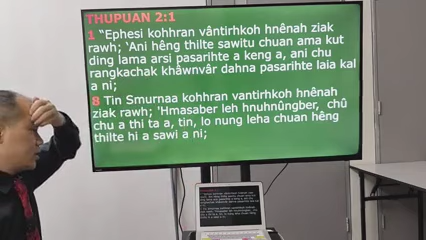 THUPUAN 2:1
1 “Ephesi kohhran vântirhkoh hnênah ziak
rawh; ‘Ani hêng thilte sawitu chuan ama kut
ding lama arsi pasarihte a keng a, ani chu
rangkachak khâwnvâr dahna pasarihte laia kal
a ni;
8 Tin Smurnaa kohhran vantirhkoh hnênah
ziak rawh; 'Hmasaber leh hnuhnûngber, chû
chu a thi ta a, tin, lo nung leha chuan hêng
thilte hi a sawi a ni;